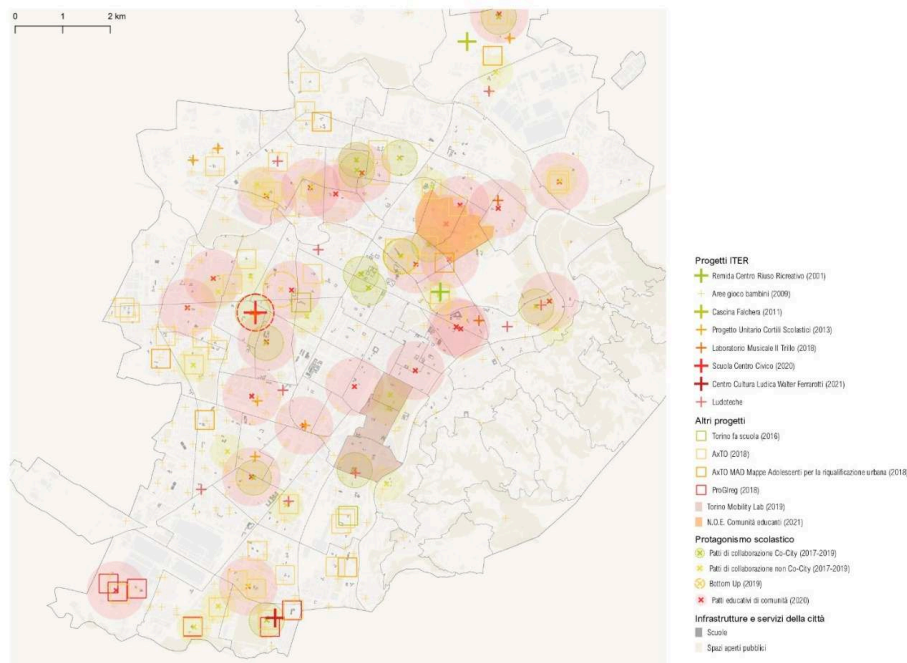 0 1 2 km
Progetti ITER
Remida Centro Riuso Ricreativo (2001)
Aree gioco bambini (2009)
Cascina Falchera (2011)
Progetto Unitario Cortili Scolastici (2013)
Laboratorio Musicale Il Trillo (2018)
Scuola Centro Civico (2020)
Centro Cultura Ludica Walter Ferrarotti (2021)
Ludoteche
Altri progetti
Torino fa scuola (2016)
AxTO (2018)
AxTO MAD Mappe Adolescenti per la riqualificazione urbana (2018)
ProGIreg (2018)
Torino Mobility Lab (2019)
N.O.E. Comunità educanti (2021)
Protagonismo scolastico
Patti di collaborazione Co-City (2017-2019)
Patti di collaborazione non Co-City (2017-2019)
Bottom Up (2019)
Patti educativi di comunità (2020)
Infrastrutture e servizi della città
Scuole
Spazi aperti pubblici